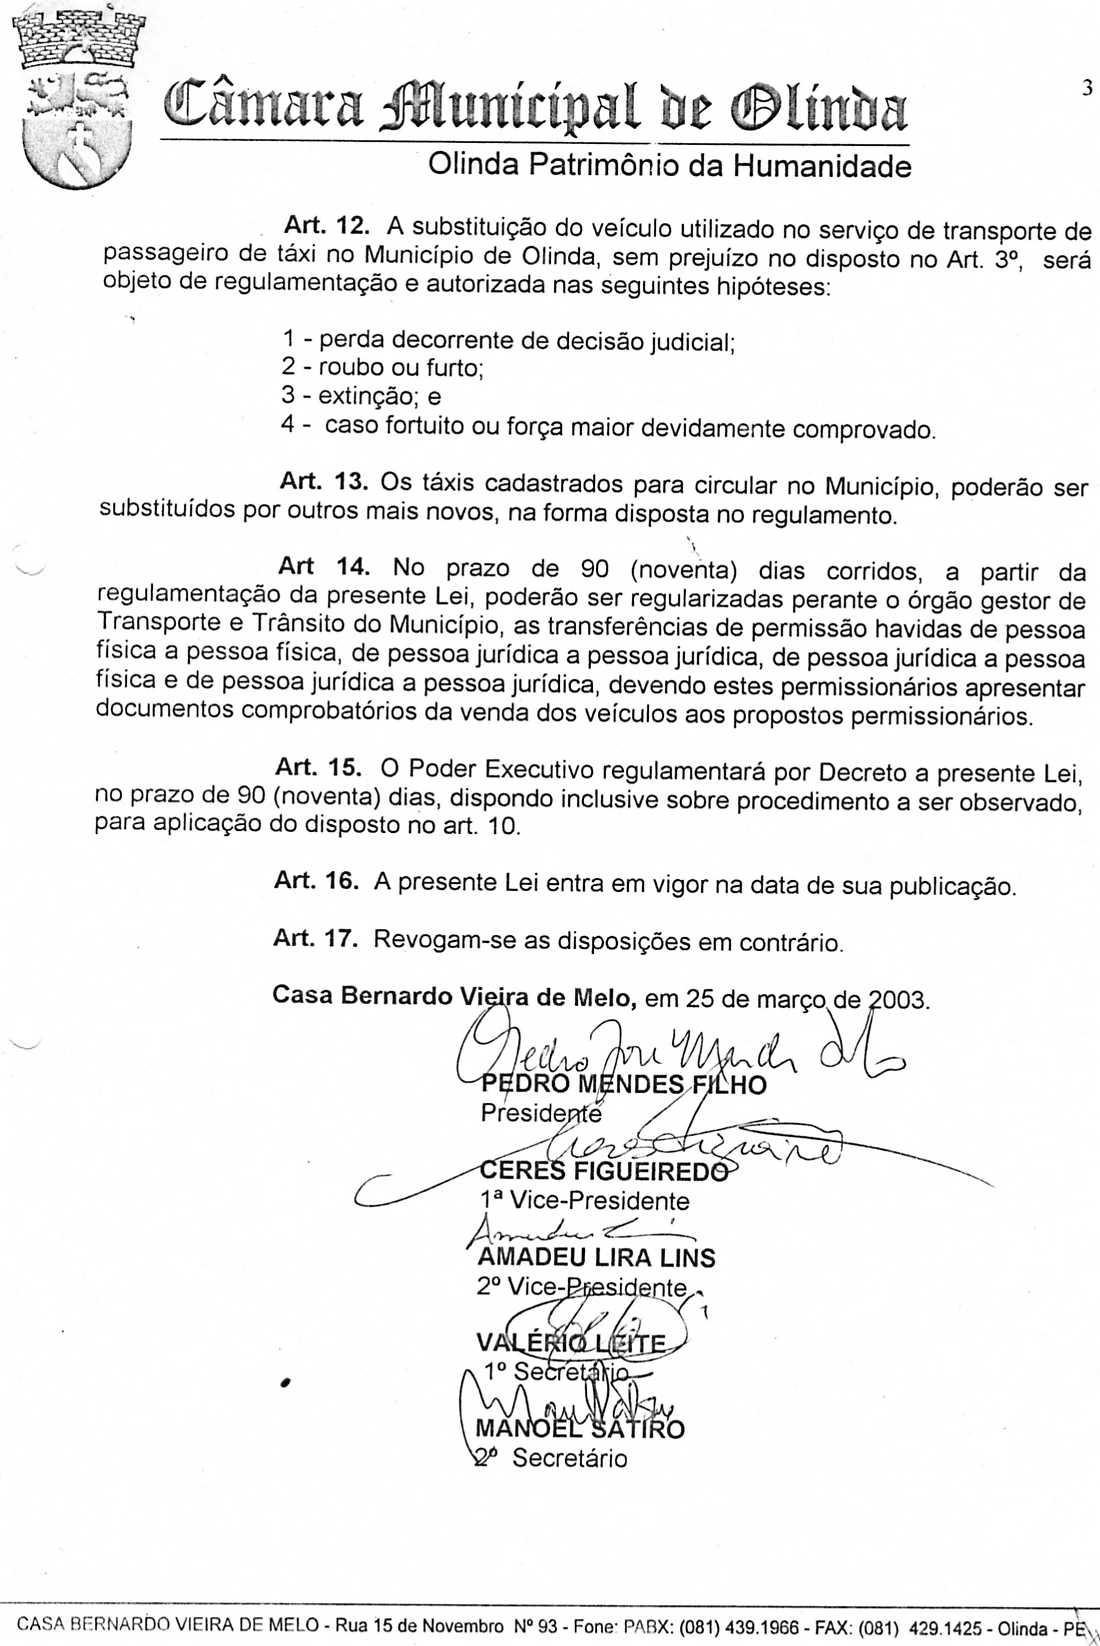 3
Câmara Municipal de Olinda
Olinda Patrimônio da Humanidade
Art. 12. A substituição do veículo utilizado no serviço de transporte de
passageiro de táxi no Município de Olinda, sem prejuízo no disposto no Art. 3º, será
objeto de regulamentação e autorizada nas seguintes hipóteses:
1 - perda decorrente de decisão judicial;
2 - roubo ou furto;
3 - extinção; e
4 - caso fortuito ou força maior devidamente comprovado.
Art. 13. Os táxis cadastrados para circular no Município, poderão ser
substituídos por outros mais novos, na forma disposta no regulamento.
Art 14. No prazo de 90 (noventa) dias corridos, a partir da
regulamentação da presente Lei, poderão ser regularizadas perante o órgão gestor de
Transporte e Trânsito do Município, as transferências de permissão havidas de pessoa
física a pessoa física, de pessoa jurídica a pessoa jurídica, de pessoa jurídica a pessoa
física e de pessoa jurídica a pessoa jurídica, devendo estes permissionários apresentar
documentos comprobatórios da venda dos veículos aos propostos permissionários.
Art. 15. O Poder Executivo regulamentará por Decreto a presente Lei,
no prazo de 90 (noventa) dias, dispondo inclusive sobre procedimento a ser observado,
para aplicação do disposto no art. 10.
Art. 16. A presente Lei entra em vigor na data de sua publicação.
Art. 17. Revogam-se as disposições em contrário.
Casa Bernardo Vieira de Melo, em 25 de março de 2003.
Pedro José Mendes
PEDRO MENDES FILHO
Presidente
Ceres Figueiredo
CERES FIGUEIREDO
1ª Vice-Presidente
Amadeu
AMADEU LIRA LINS
2º Vice-Presidente
VALÉRIO LEITE
1º Secretário
MANOEL SATIRO
2º Secretário
CASA BERNARDO VIEIRA DE MELO - Rua 15 de Novembro Nº 93 - Fone: PABX: (081) 439.1966 - FAX: (081) 429.1425 - Olinda - PE